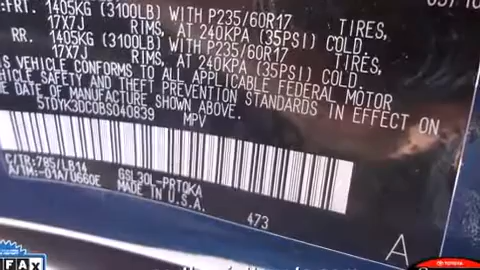 FRT. 1405KG (3100LB) WITH P235/60R17 TIRES,
17X7J RIMS, AT 240KPA (35PSI) COLD.
RR. 1405KG (3100LB) WITH P235/60R17 TIRES,
17X7J RIMS, AT 240KPA (35PSI) COLD.
S VEHICLE CONFORMS TO ALL APPLICABLE FEDERAL MOTOR
VEHICLE SAFETY AND THEFT PREVENTION STANDARDS IN EFFECT ON
E DATE OF MANUFACTURE SHOWN ABOVE.
5TDYK3DC0BS040839 MPV
C/TR:785/LB14 GSL30L-PRTQKA
A/TM:-01A/U660E MADE IN U.S.A.
473
A
FAX
TOYOTA